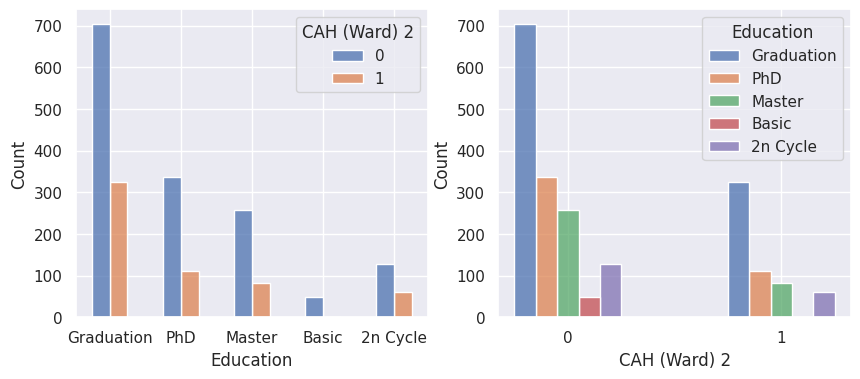 CAH (Ward) 2
0
1
700
600
500
400
300
200
100
0
Count
Graduation PhD Master Basic 2n Cycle
Education
Education
Graduation
PhD
Master
Basic
2n Cycle
700
600
500
400
300
200
100
0
Count
0 1
CAH (Ward) 2